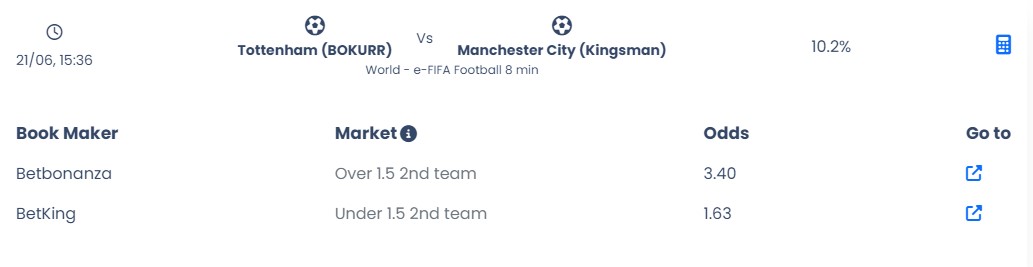 21/06, 15:36
Tottenham (BOKURR) Vs Manchester City (Kingsman)
World - e-FIFA Football 8 min
10.2%
Book Maker Market Odds Go to
Betbonanza Over 1.5 2nd team 3.40
BetKing Under 1.5 2nd team 1.63